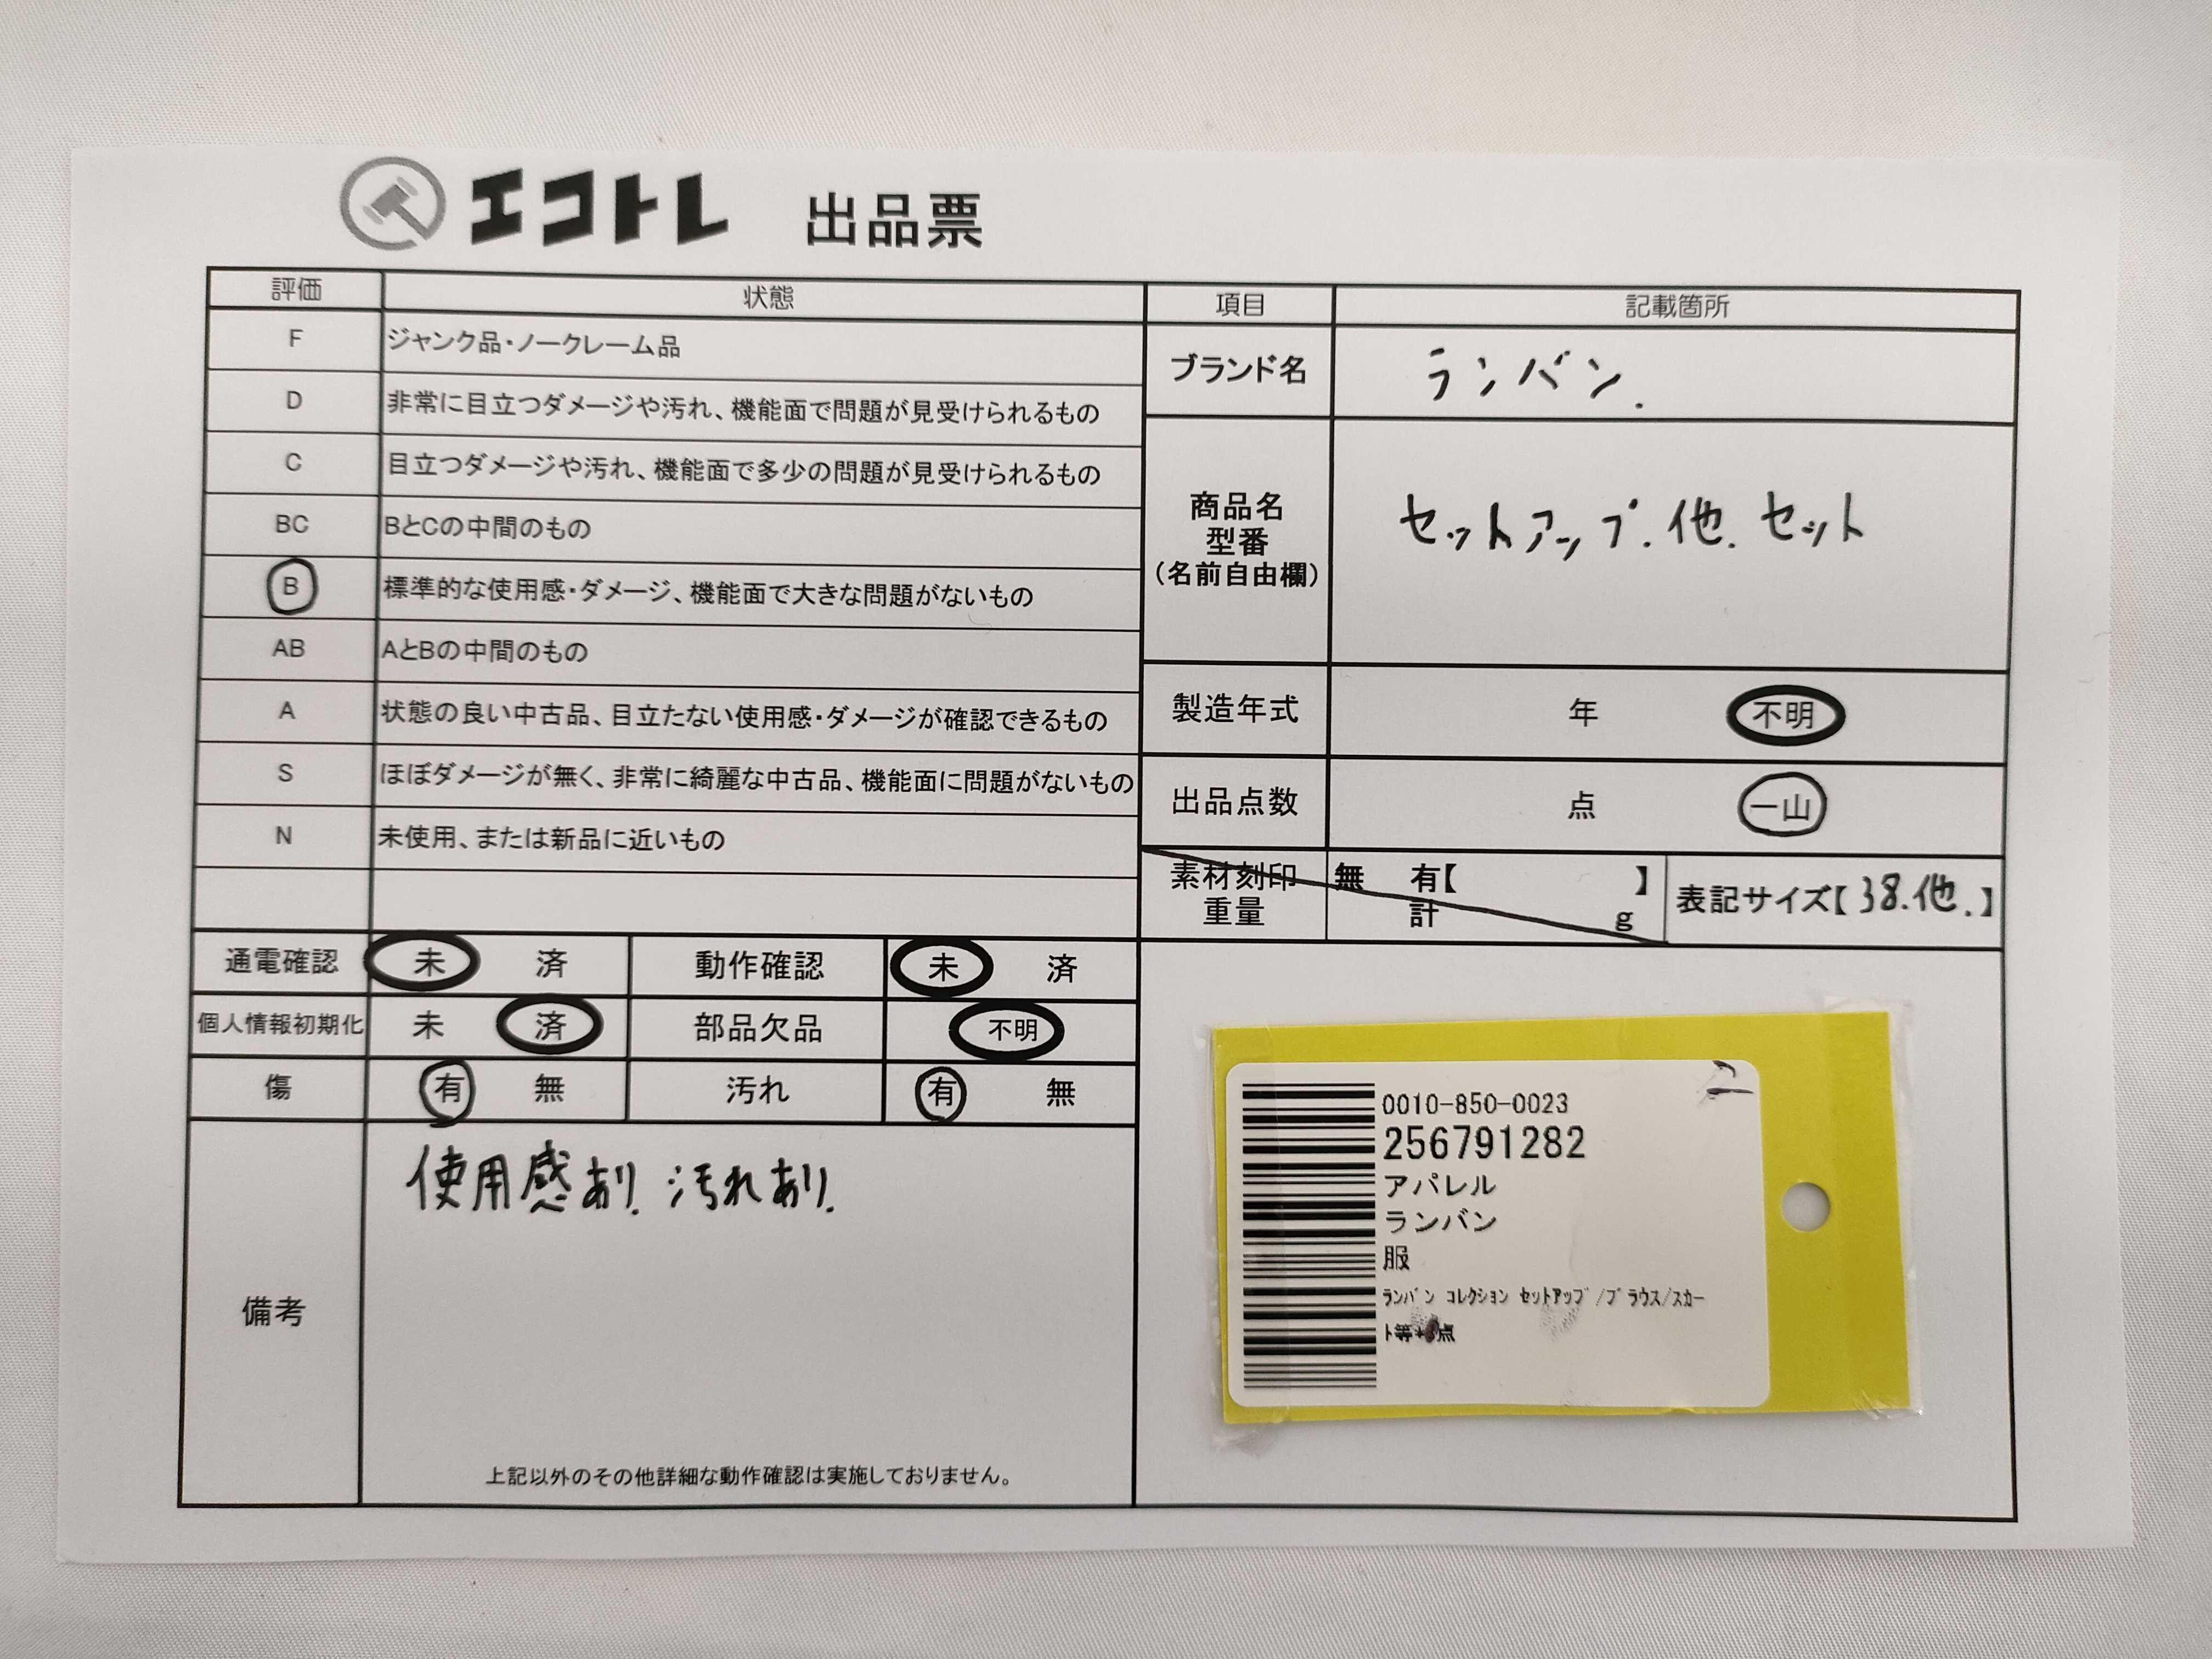 エコトレ 出品票
評価 状態
F ジャンク品・ノークレーム品
D 非常に目立つダメージや汚れ、機能面で問題が見受けられるもの
C 目立つダメージや汚れ、機能面で多少の問題が見受けられるもの
BC BとCの中間のもの
B 標準的な使用感・ダメージ、機能面で大きな問題がないもの
AB AとBの中間のもの
A 状態の良い中古品、目立たない使用感・ダメージが確認できるもの
S ほぼダメージが無く、非常に綺麗な中古品、機能面に問題がないもの
N 未使用、または新品に近いもの
通電確認 未 済 動作確認 未 済
個人情報初期化 未 済 部品欠品 不明
傷 有 無 汚れ 有 無
備考
使用感あり. 汚れあり.
上記以外のその他詳細な動作確認は実施しておりません。
項目 記載箇所
ブランド名 ランバン.
商品名
型番
(名前自由欄)
セットアップ.他.セット
製造年式 年 不明
出品点数 点 一山
素材刻印 無 有【 】
重量 計 g
表記サイズ【38.他.】
0010-850-0023
256791282
アパレル
ランバン
服
ﾗﾝﾊﾞﾝ ｺﾚｸｼｮﾝ ｾｯﾄｱｯﾌﾟ/ﾌﾞﾗｳｽ/ｽｶｰ
ﾄ等* 点